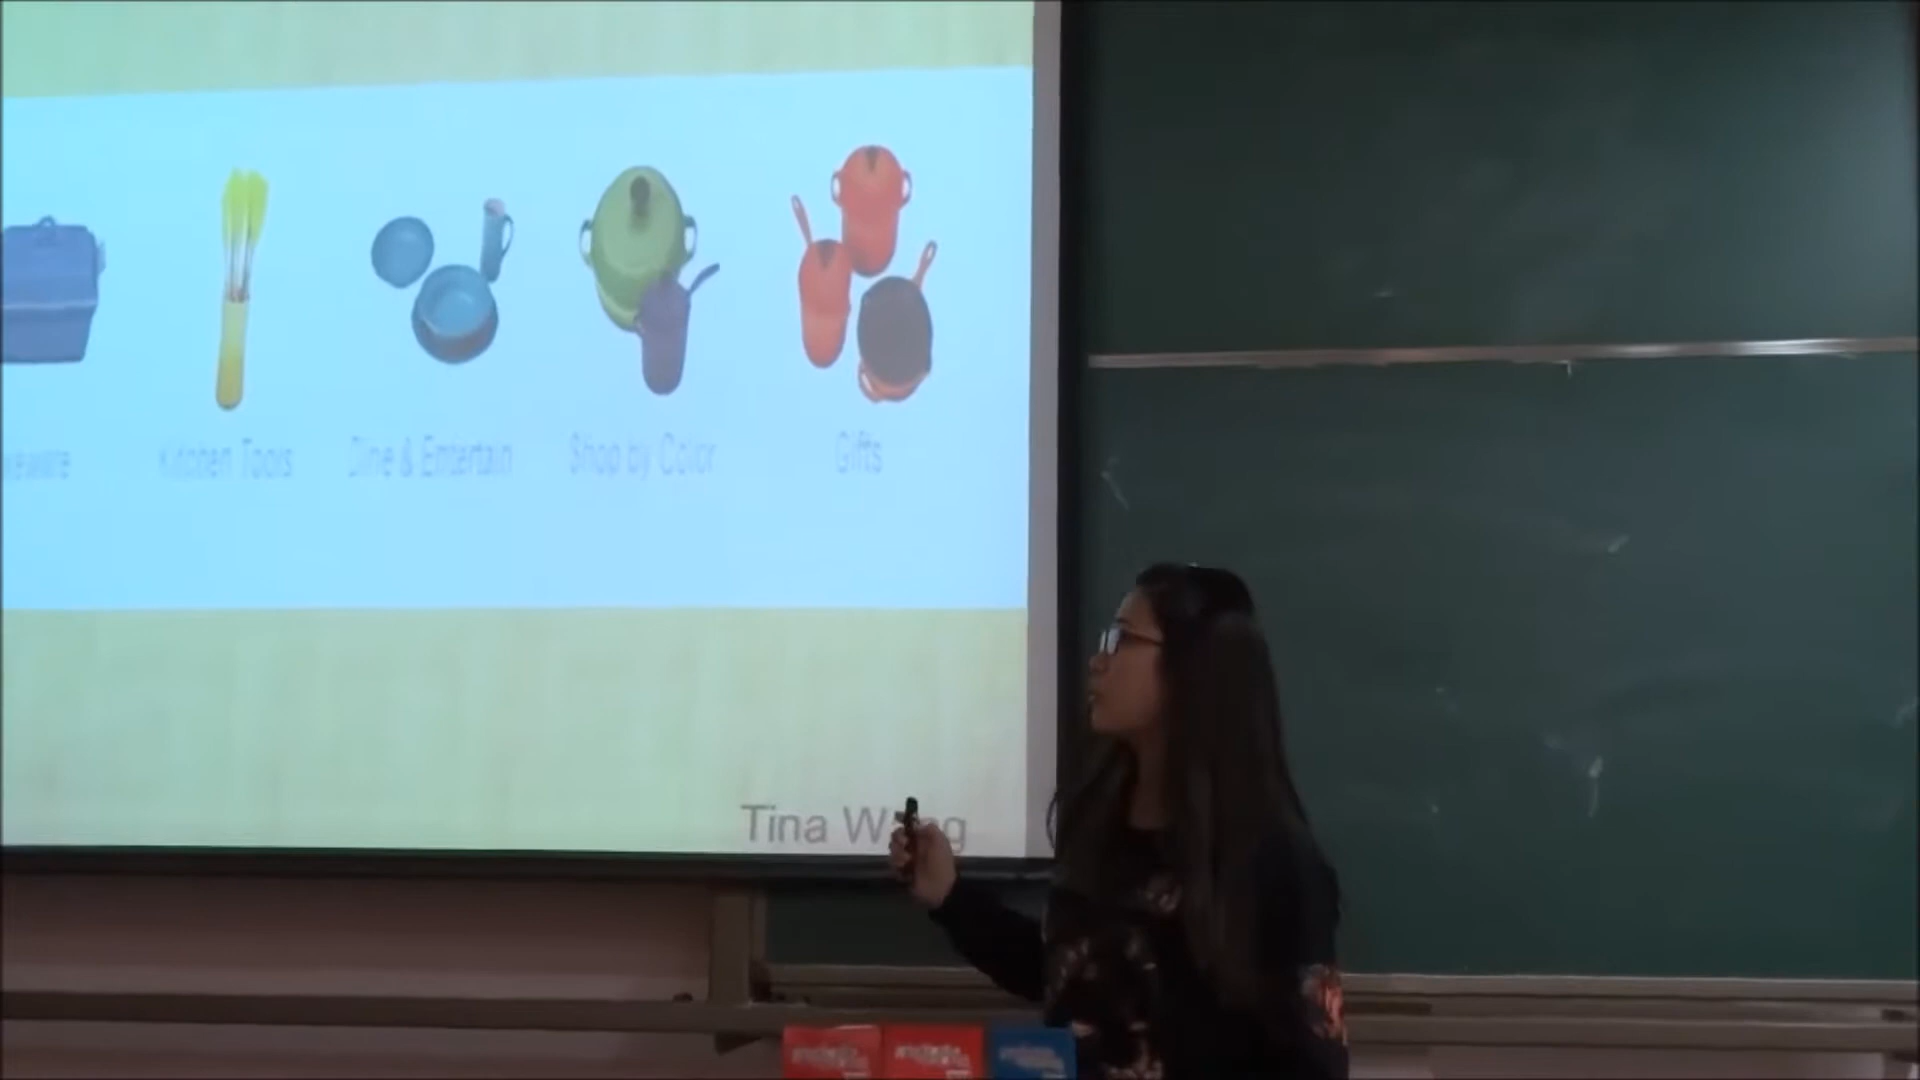 Kitchen Tools
Dine & Entertain
Shop by Color
Gifts
Tina W